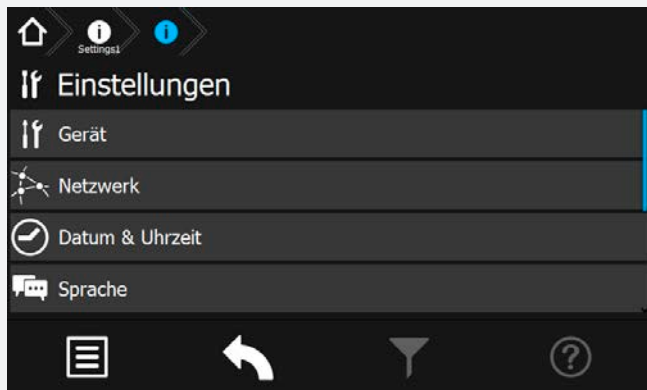 Settings1
Einstellungen
Gerät
Netzwerk
Datum & Uhrzeit
Sprache